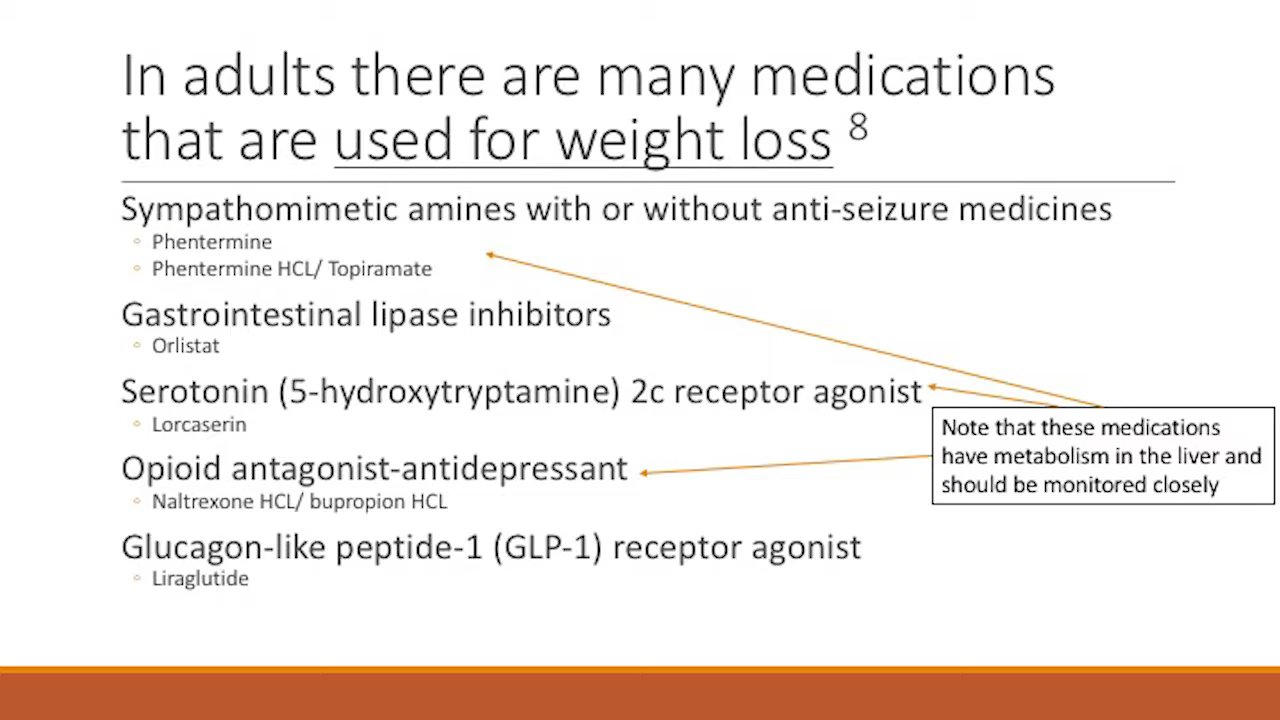 In adults there are many medications
that are used for weight loss 8
Sympathomimetic amines with or without anti-seizure medicines
◦ Phentermine
◦ Phentermine HCL/ Topiramate
Gastrointestinal lipase inhibitors
◦ Orlistat
Serotonin (5-hydroxytryptamine) 2c receptor agonist
◦ Lorcaserin
Opioid antagonist-antidepressant
◦ Naltrexone HCL/ bupropion HCL
Glucagon-like peptide-1 (GLP-1) receptor agonist
◦ Liraglutide
Note that these medications
have metabolism in the liver and
should be monitored closely